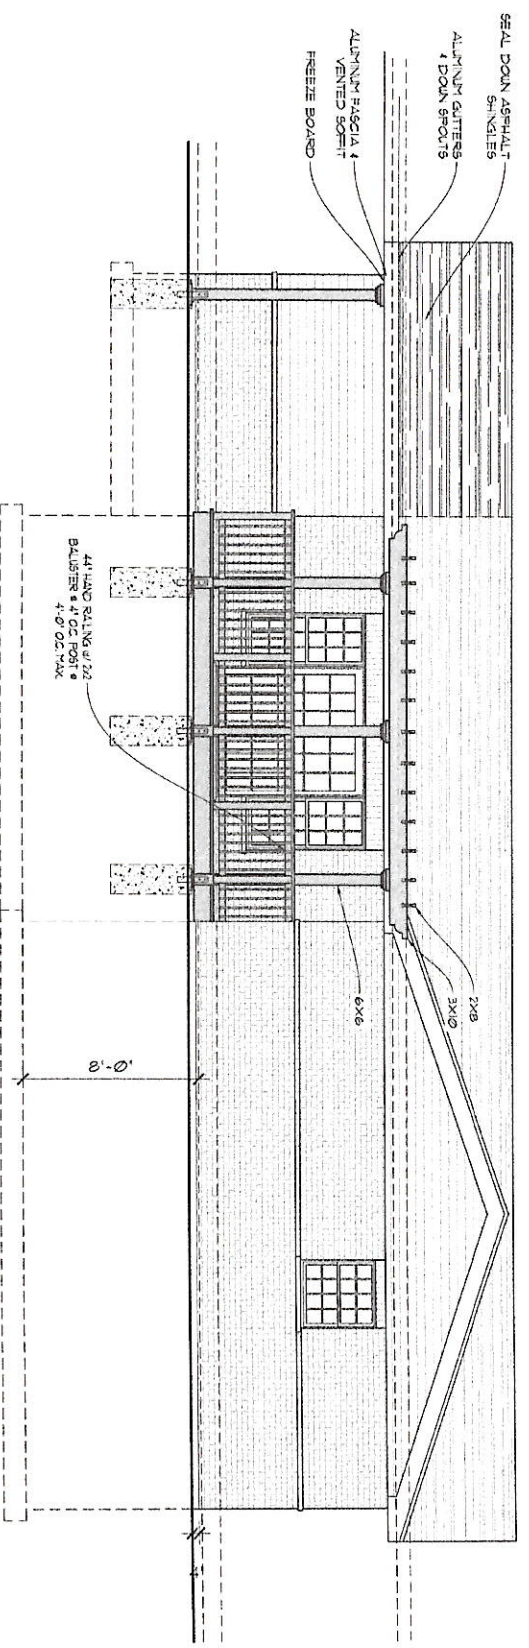 SEAL DOWN ASPHALT
SHINGLES
ALUMINUM GUTTERS
& DOWN SPOUTS
ALUMINUM FASCIA &
VENTED SOFFIT
FREEZE BOARD
44" HAND RAILING w/ 2x2
BALUSTER @ 4" O.C. POST @
4'-0" O.C. MAX.
2X8
3X10
6X6
8'-0"